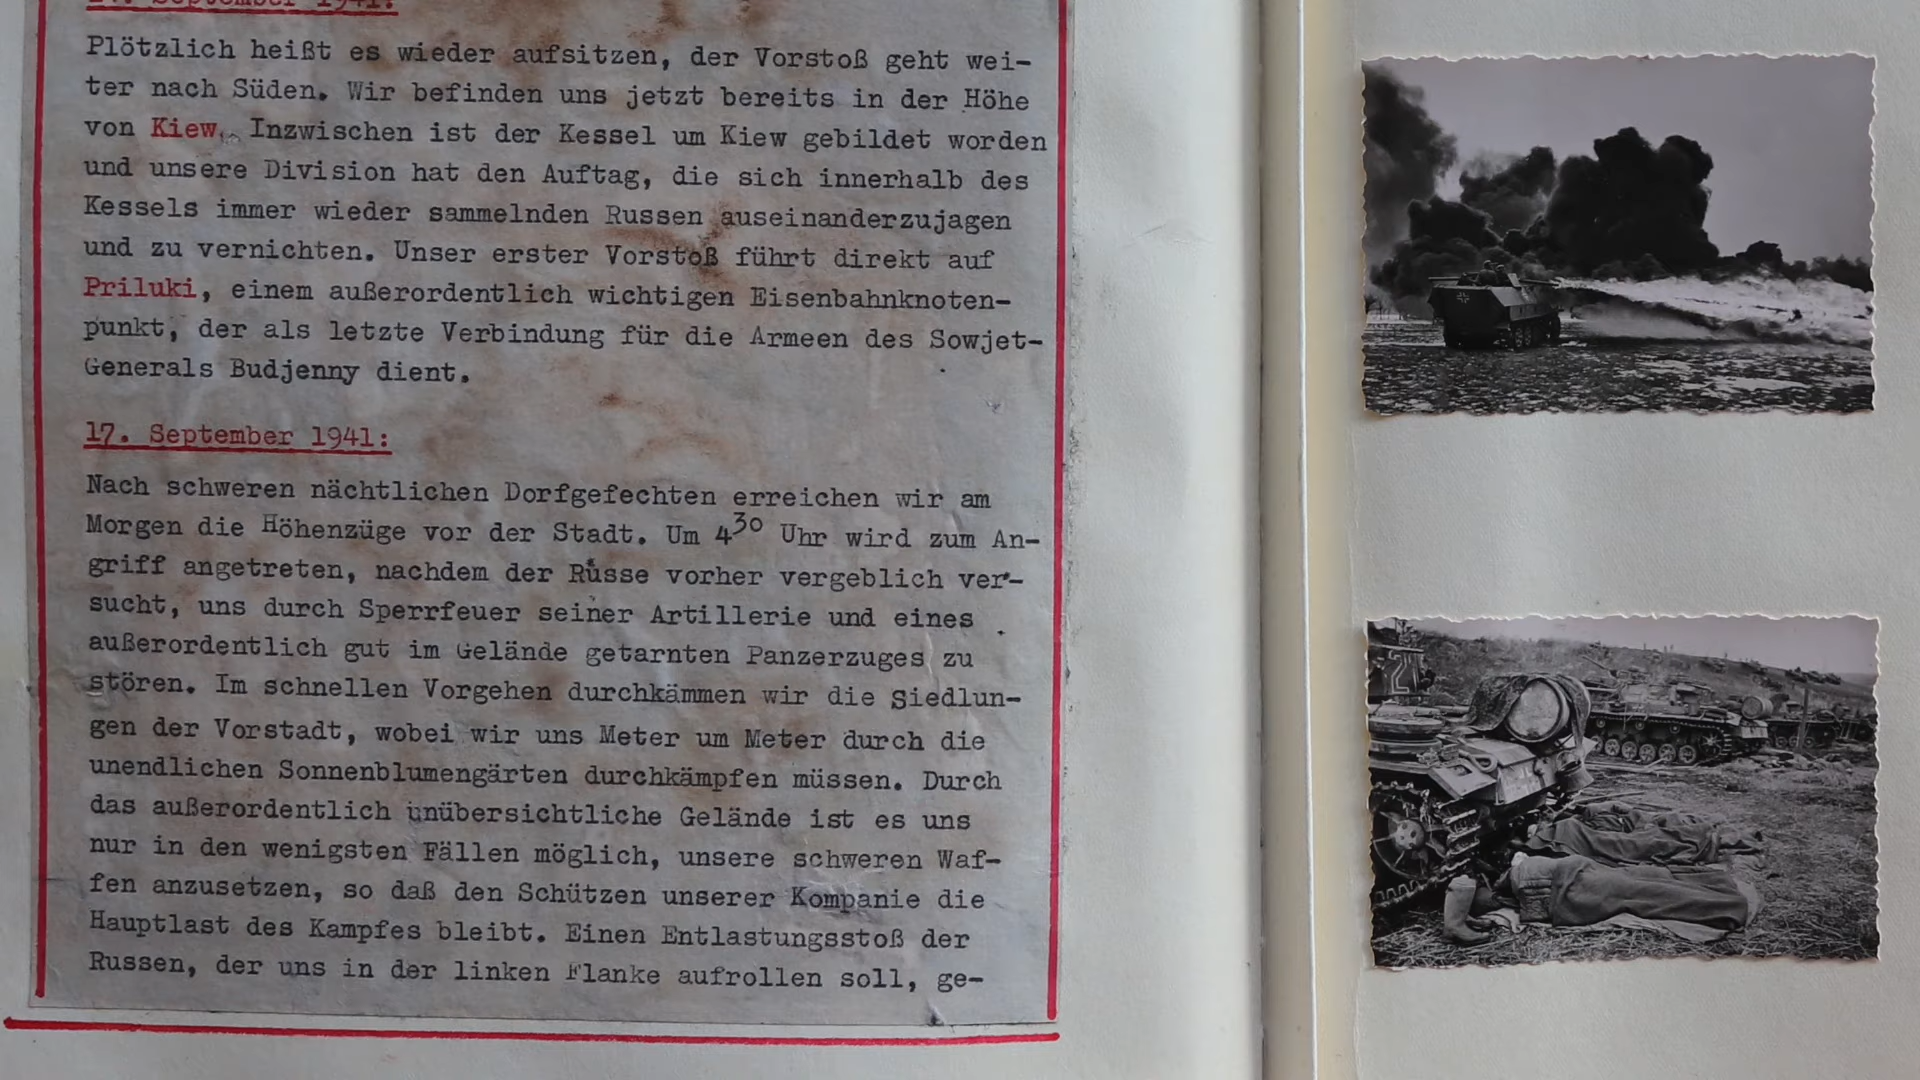 14. September 1941:
Plötzlich heißt es wieder aufsitzen, der Vorstoß geht wei-
ter nach Süden. Wir befinden uns jetzt bereits in der Höhe
von Kiew. Inzwischen ist der Kessel um Kiew gebildet worden
und unsere Division hat den Auftag, die sich innerhalb des
Kessels immer wieder sammelnden Russen auseinanderzujagen
und zu vernichten. Unser erster Vorstoß führt direkt auf
Priluki, einem außerordentlich wichtigen Eisenbahnknoten-
punkt, der als letzte Verbindung für die Armeen des Sowjet-
Generals Budjenny dient.
17. September 1941:
Nach schweren nächtlichen Dorfgefechten erreichen wir am
Morgen die Höhenzüge vor der Stadt. Um 4³⁰ Uhr wird zum An-
griff angetreten, nachdem der Russe vorher vergeblich ver-
sucht, uns durch Sperrfeuer seiner Artillerie und eines
außerordentlich gut im Gelände getarnten Panzerzuges zu
stören. Im schnellen Vorgehen durchkämmen wir die Siedlun-
gen der Vorstadt, wobei wir uns Meter um Meter durch die
unendlichen Sonnenblumengärten durchkämpfen müssen. Durch
das außerordentlich unübersichtliche Gelände ist es uns
nur in den wenigsten Fällen möglich, unsere schweren Waf-
fen anzusetzen, so daß den Schützen unserer Kompanie die
Hauptlast des Kampfes bleibt. Einen Entlastungsstoß der
Russen, der uns in der linken Flanke aufrollen soll, ge-